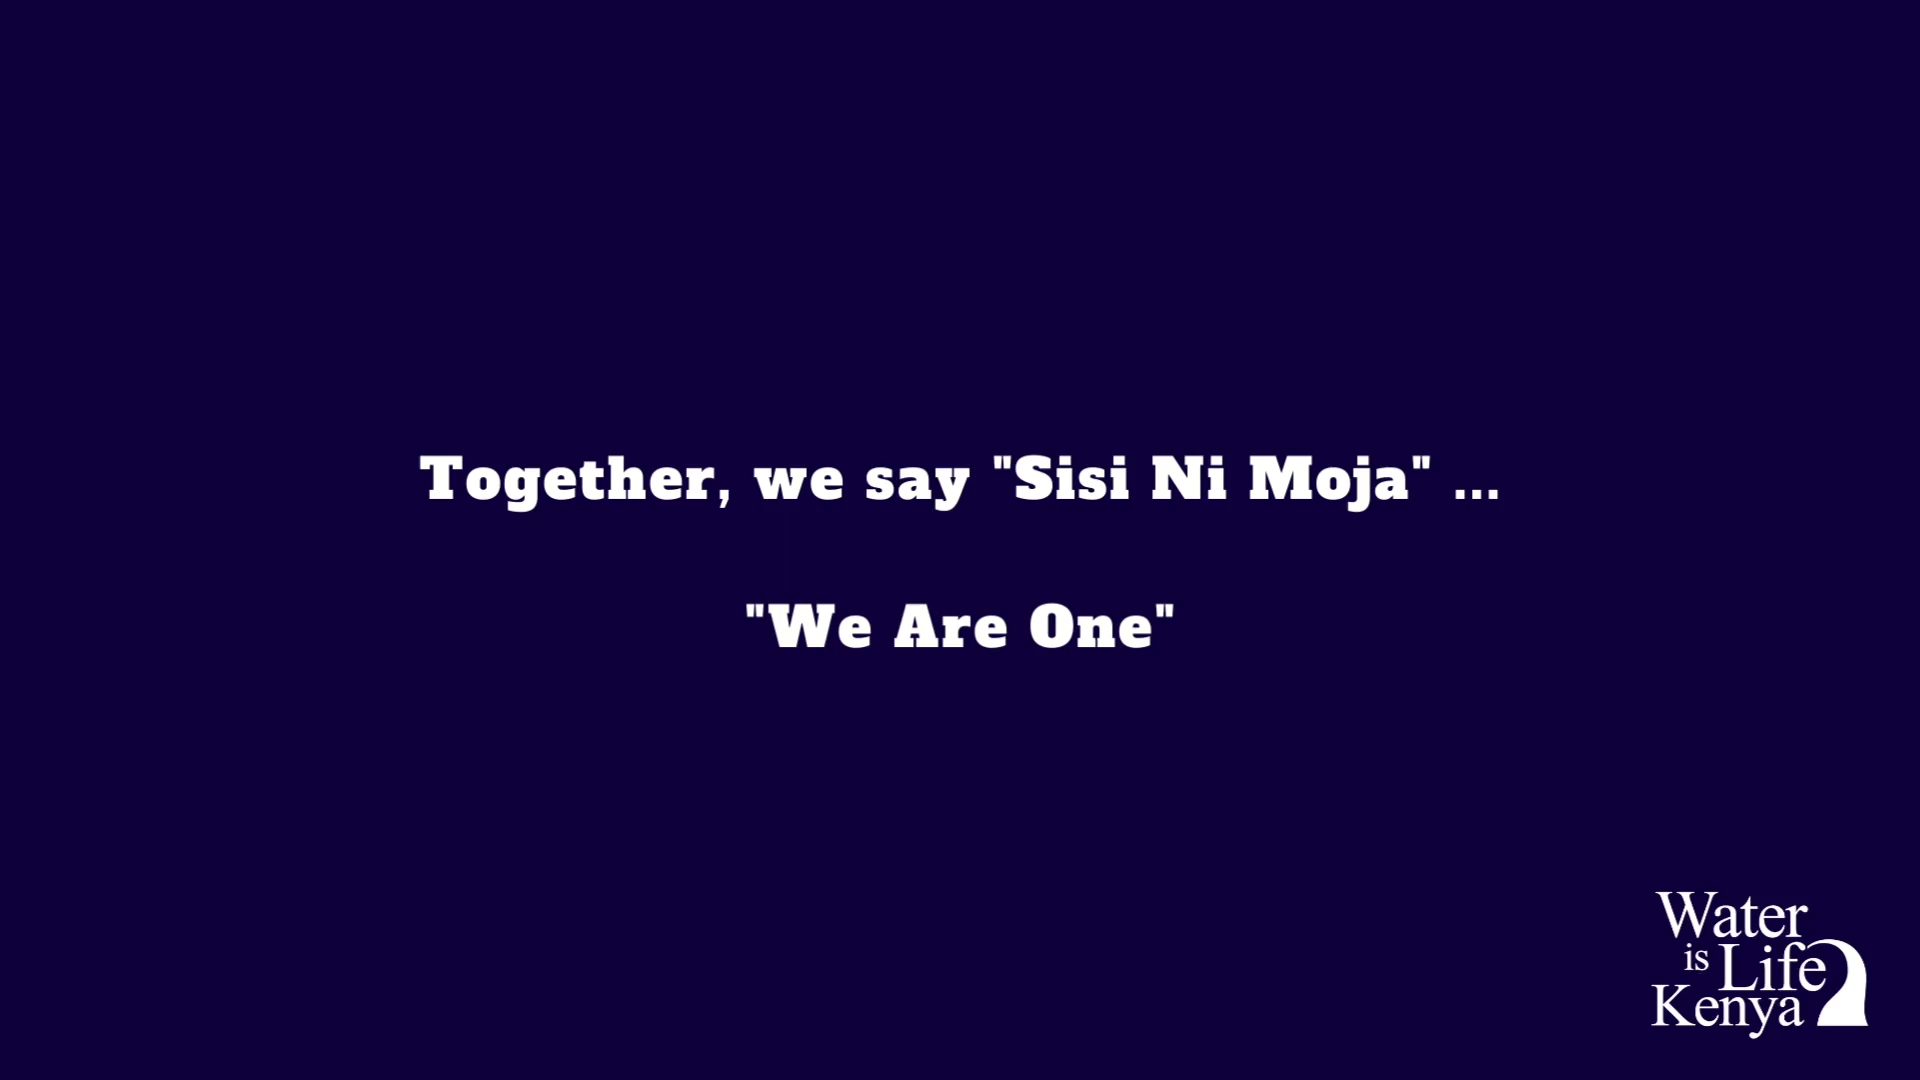 Together, we say "Sisi Ni Moja" ...
"We Are One"
Water
is Life
Kenya